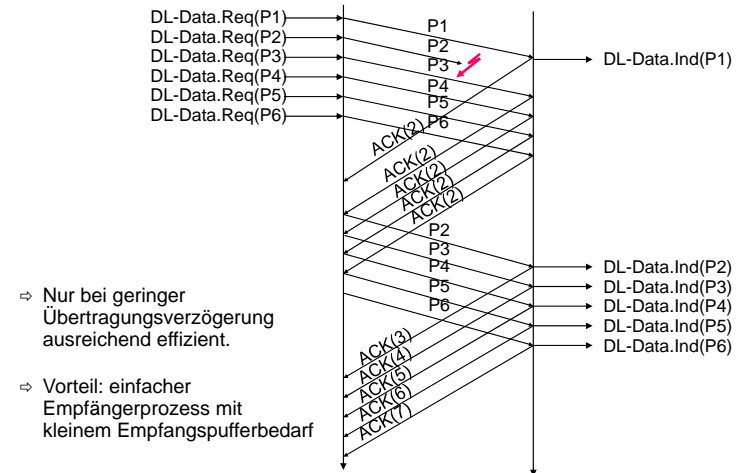 DL-Data.Req(P1)
DL-Data.Req(P2)
DL-Data.Req(P3)
DL-Data.Req(P4)
DL-Data.Req(P5)
DL-Data.Req(P6)
P1
P2
P3
P4
P5
P6
DL-Data.Ind(P1)
ACK(2)
ACK(2)
ACK(2)
ACK(2)
ACK(2)
P2
P3
P4
P5
P6
DL-Data.Ind(P2)
DL-Data.Ind(P3)
DL-Data.Ind(P4)
DL-Data.Ind(P5)
DL-Data.Ind(P6)
ACK(3)
ACK(4)
ACK(5)
ACK(6)
ACK(7)
⇨ Nur bei geringer
Übertragungsverzögerung
ausreichend effizient.
⇨ Vorteil: einfacher
Empfängerprozess mit
kleinem Empfangspufferbedarf